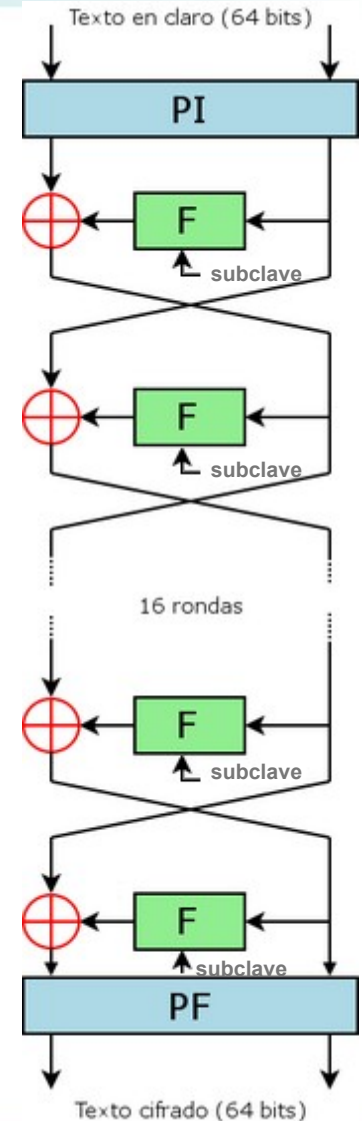 Texto en claro (64 bits)
PI
F
subclave
F
subclave
16 rondas
F
subclave
F
subclave
PF
Texto cifrado (64 bits)